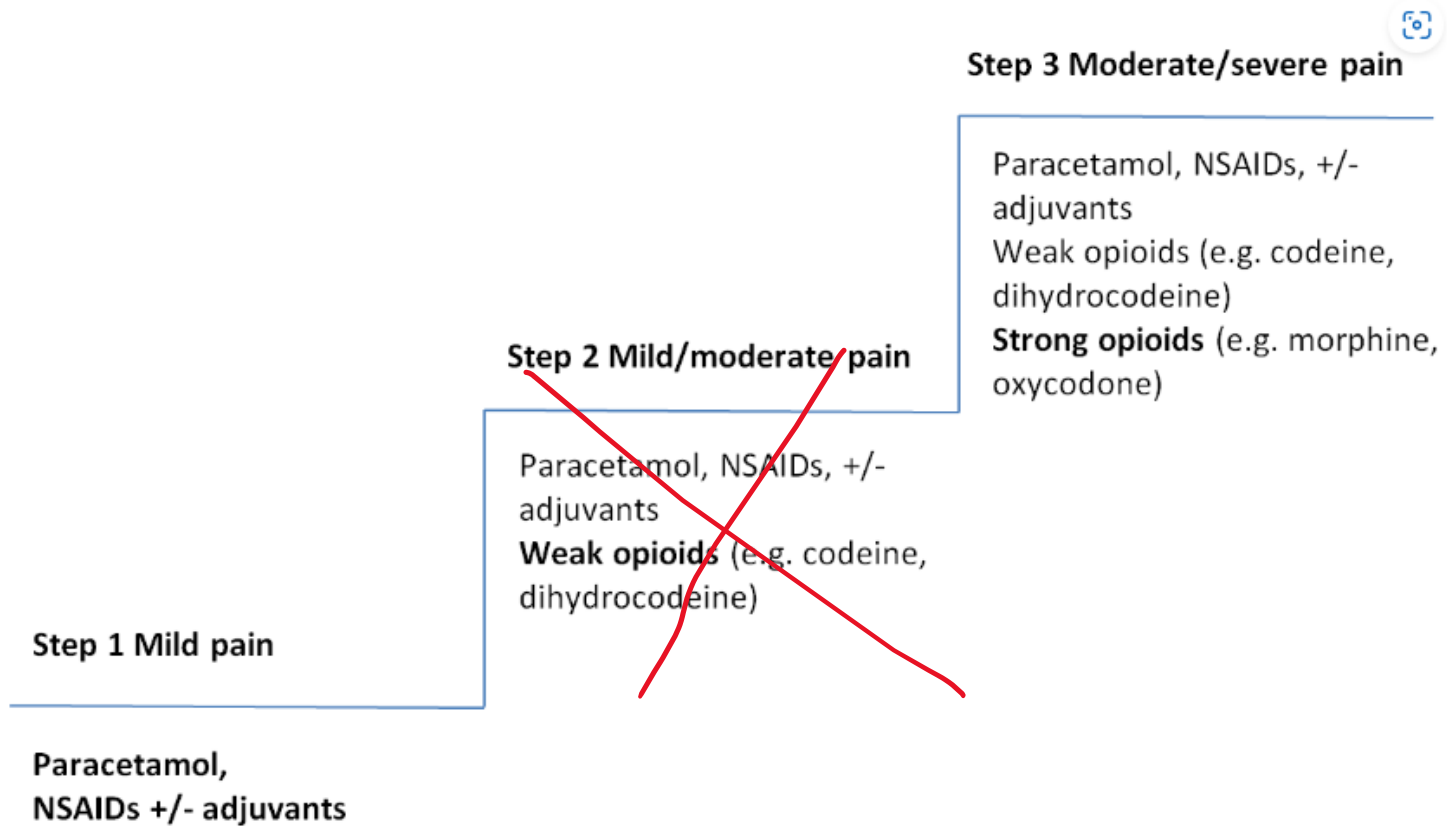 Step 3 Moderate/severe pain
Paracetamol, NSAIDs, +/-
adjuvants
Weak opioids (e.g. codeine,
dihydrocodeine)
Strong opioids (e.g. morphine,
oxycodone)
Step 2 Mild/moderate pain
Paracetamol, NSAIDs, +/-
adjuvants
Weak opioids (e.g. codeine,
dihydrocodeine)
Step 1 Mild pain
Paracetamol,
NSAIDs +/- adjuvants